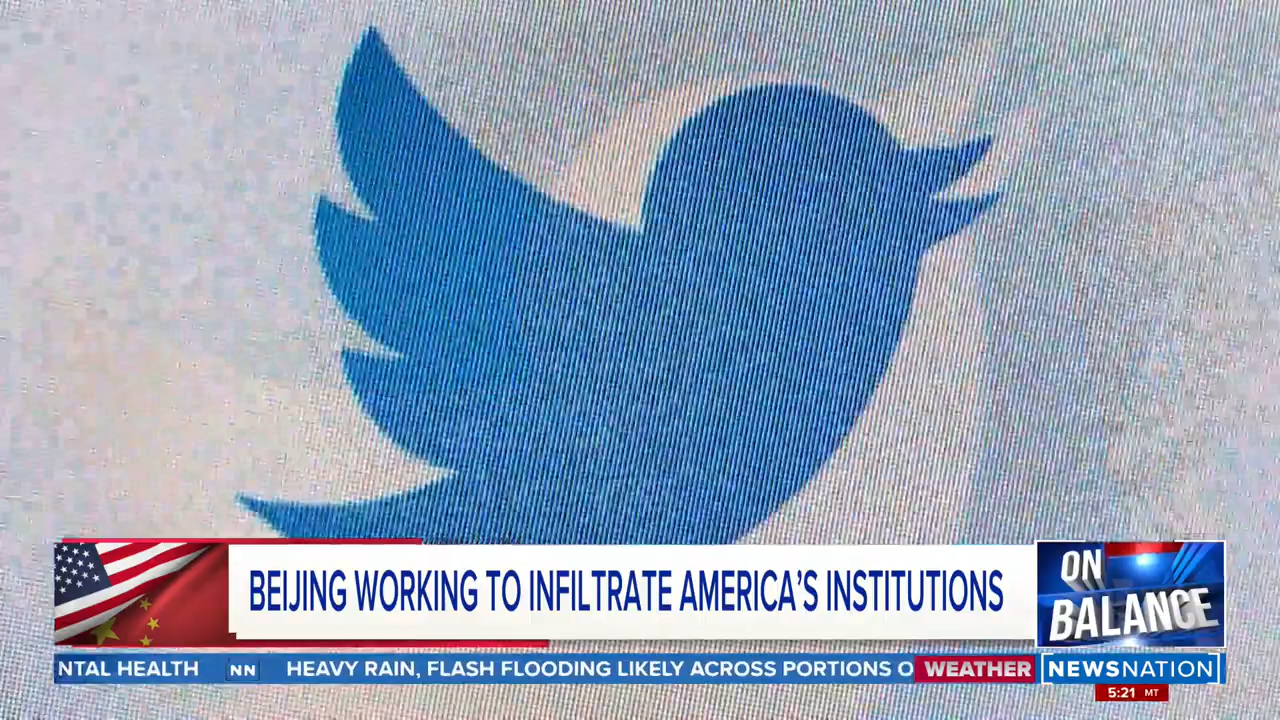 BEIJING WORKING TO INFILTRATE AMERICA'S INSTITUTIONS
ON
BALANCE
NTAL HEALTH NN HEAVY RAIN, FLASH FLOODING LIKELY ACROSS PORTIONS O WEATHER
NEWSNATION
5:21 MT